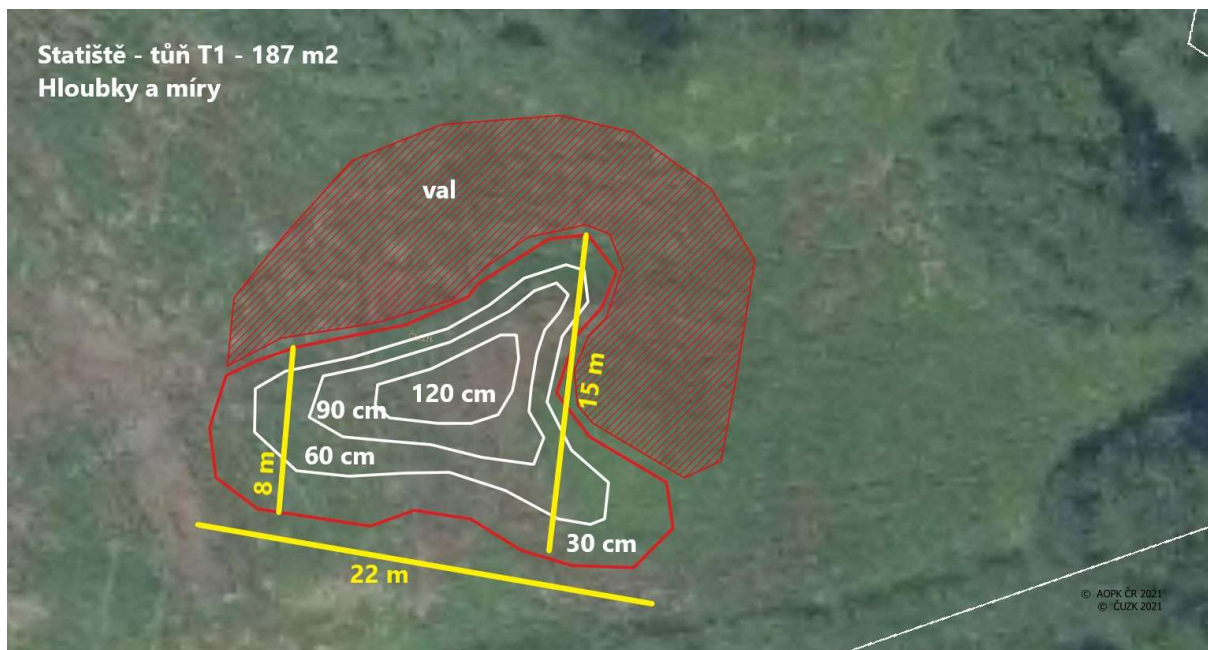 Statiště - tůň T1 - 187 m2
Hloubky a míry
val
ČÚZK
120 cm
90 cm
15 m
60 cm
8 m
30 cm
22 m
© AOPK ČR 2021
© ČUZK 2021